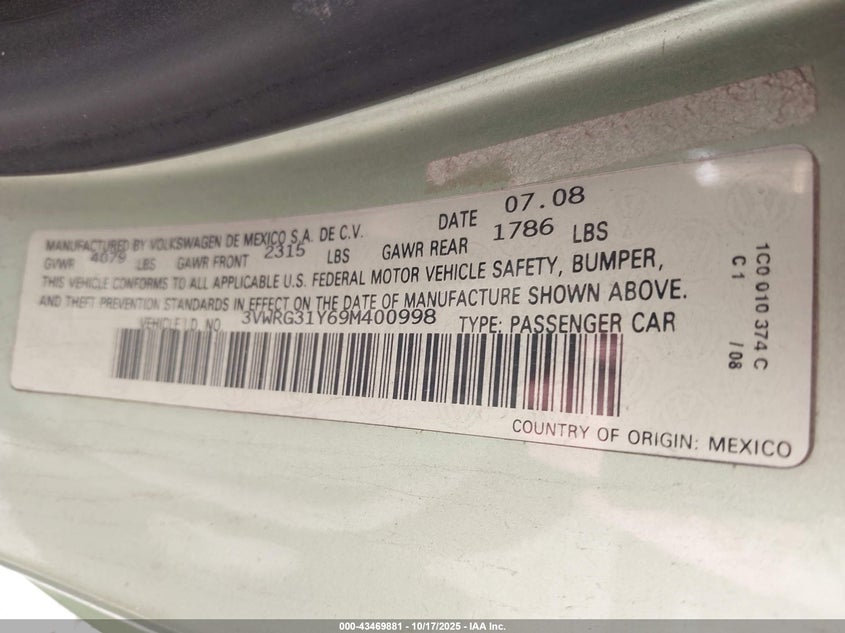 MANUFACTURED BY VOLKSWAGEN DE MEXICO S.A. DE C.V. DATE 07.08
GVWR 4079 LBS GAWR FRONT 2315 LBS GAWR REAR 1786 LBS
THIS VEHICLE CONFORMS TO ALL APPLICABLE U.S. FEDERAL MOTOR VEHICLE SAFETY, BUMPER,
AND THEFT PREVENTION STANDARDS IN EFFECT ON THE DATE OF MANUFACTURE SHOWN ABOVE.
VEHICLE I.D. NO. 3VWRG31Y69M400998 TYPE: PASSENGER CAR
COUNTRY OF ORIGIN: MEXICO
1C0 010 374 C
C1 /08
000-43469881 - 10/17/2025 - IAA Inc.